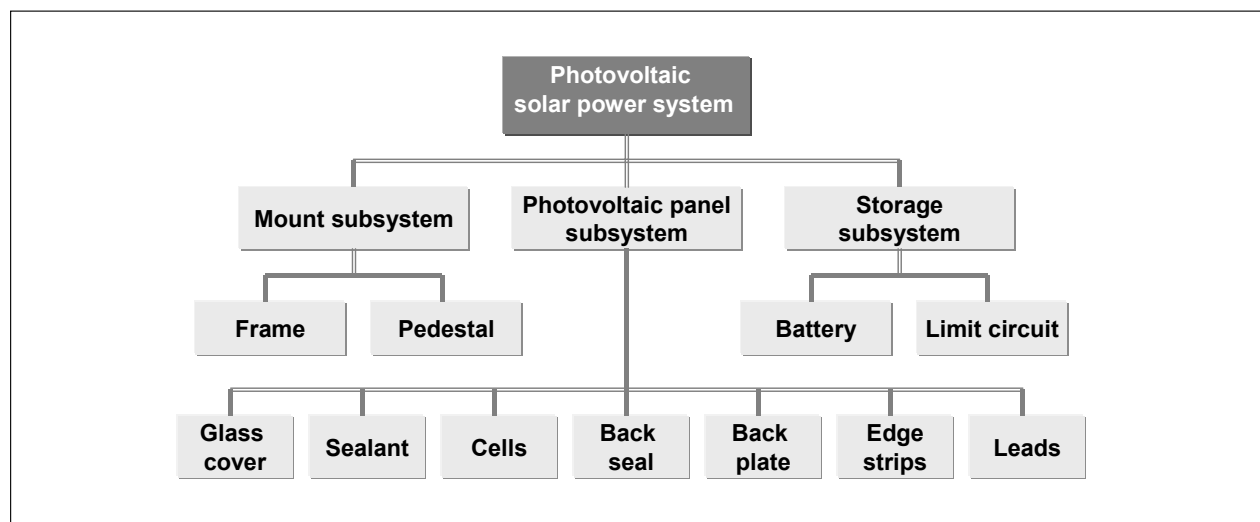 Photovoltaic
solar power system
Mount subsystem
Photovoltaic panel
subsystem
Storage
subsystem
Frame
Pedestal
Battery
Limit circuit
Glass
cover
Sealant
Cells
Back
seal
Back
plate
Edge
strips
Leads